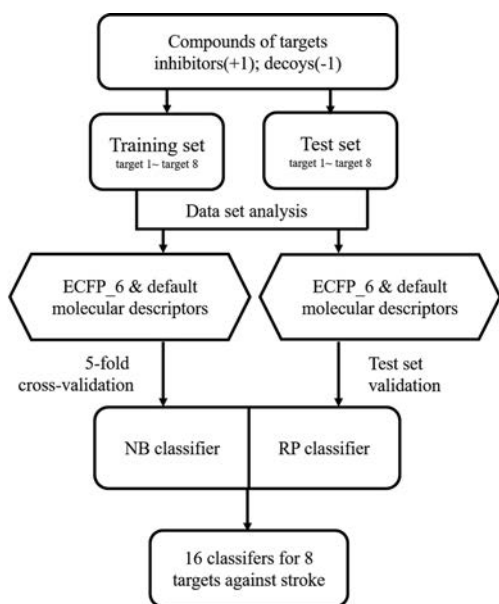 Compounds of targets
inhibitors(+1); decoys(-1)
Training set
target 1~ target 8
Test set
target 1~ target 8
Data set analysis
ECFP_6 & default
molecular descriptors
ECFP_6 & default
molecular descriptors
5-fold
cross-validation
Test set
validation
NB classifier
RP classifier
16 classifers for 8
targets against stroke